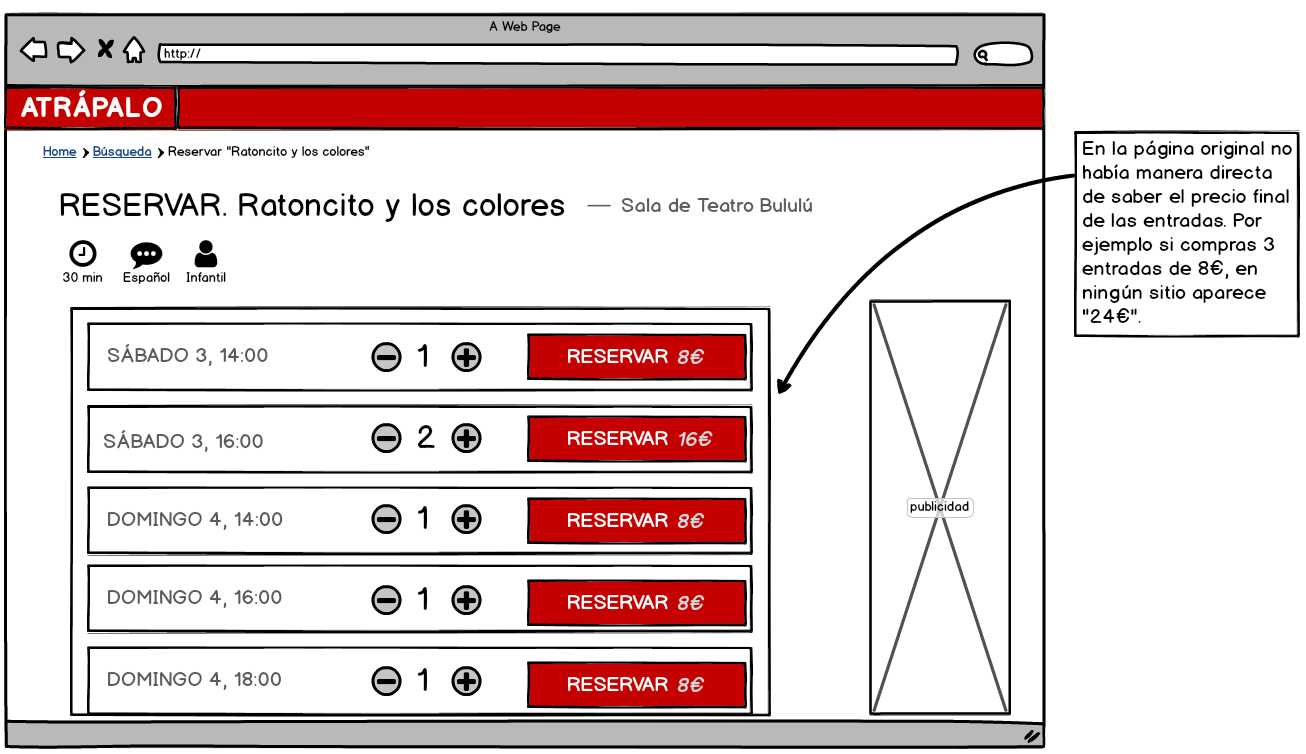 A Web Page
http://
ATRÁPALO
Home Búsqueda Reservar "Ratoncito y los colores"
RESERVAR. Ratoncito y los colores — Sala de Teatro Bululú
30 min Español Infantil
SÁBADO 3, 14:00 1 RESERVAR 8€
SÁBADO 3, 16:00 2 RESERVAR 16€
DOMINGO 4, 14:00 1 RESERVAR 8€
DOMINGO 4, 16:00 1 RESERVAR 8€
DOMINGO 4, 18:00 1 RESERVAR 8€
publicidad
En la página original no
había manera directa
de saber el precio final
de las entradas. Por
ejemplo si compras 3
entradas de 8€, en
ningún sitio aparece
"24€".